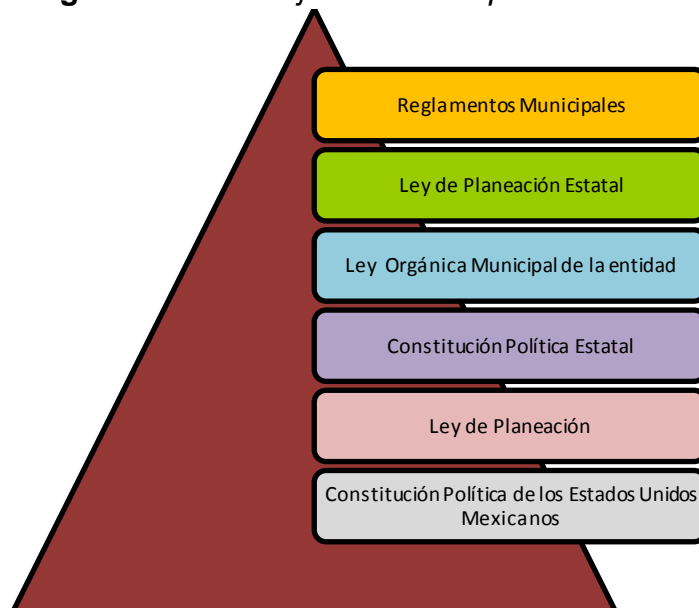 Reglamentos Municipales
Ley de Planeación Estatal
Ley Orgánica Municipal de la entidad
Constitución Política Estatal
Ley de Planeación
Constitución Política de los Estados Unidos
Mexicanos